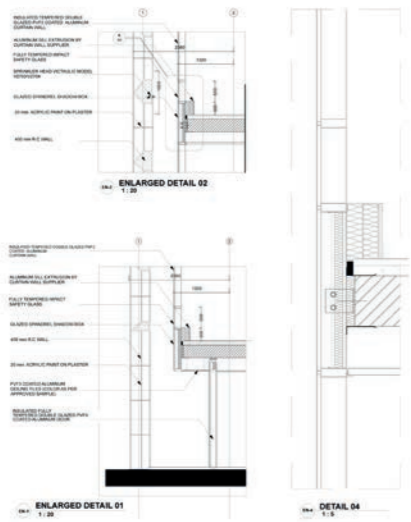 INSULATED TEMPERED DOUBLE
GLAZED PVF2 COATED ALUMINUM
CURTAIN WALL
ALUMINUM SILL EXTRUSION BY
CURTAIN WALL SUPPLIER
FULLY TEMPERED IMPACT
SAFETY GLASS
SPRINKLER HEAD VICTAULIC MODEL
GLAZED SPANDREL SHADOWBOX
20 mm. ACRYLIC PAINT ON PLASTER
400 mm R.C WALL
ENLARGED DETAIL 02
1 : 20
INSULATED TEMPERED DOUBLE GLAZED PVF2
COATED ALUMINUM
CURTAIN WALL
ALUMINUM SILL EXTRUSION BY
CURTAIN WALL SUPPLIER
FULLY TEMPERED IMPACT
SAFETY GLASS
GLAZED SPANDREL SHADOWBOX
400 mm R.C WALL
20 mm. ACRYLIC PAINT ON PLASTER
PVF2 COATED ALUMINUM
CEILING TILES (COLOR AS PER
APPROVED SAMPLE)
INSULATED FULLY
TEMPERED DOUBLE GLAZED PVF2
COATED ALUMINUM DOOR
ENLARGED DETAIL 01
1 : 20
DETAIL 04
1 : 5